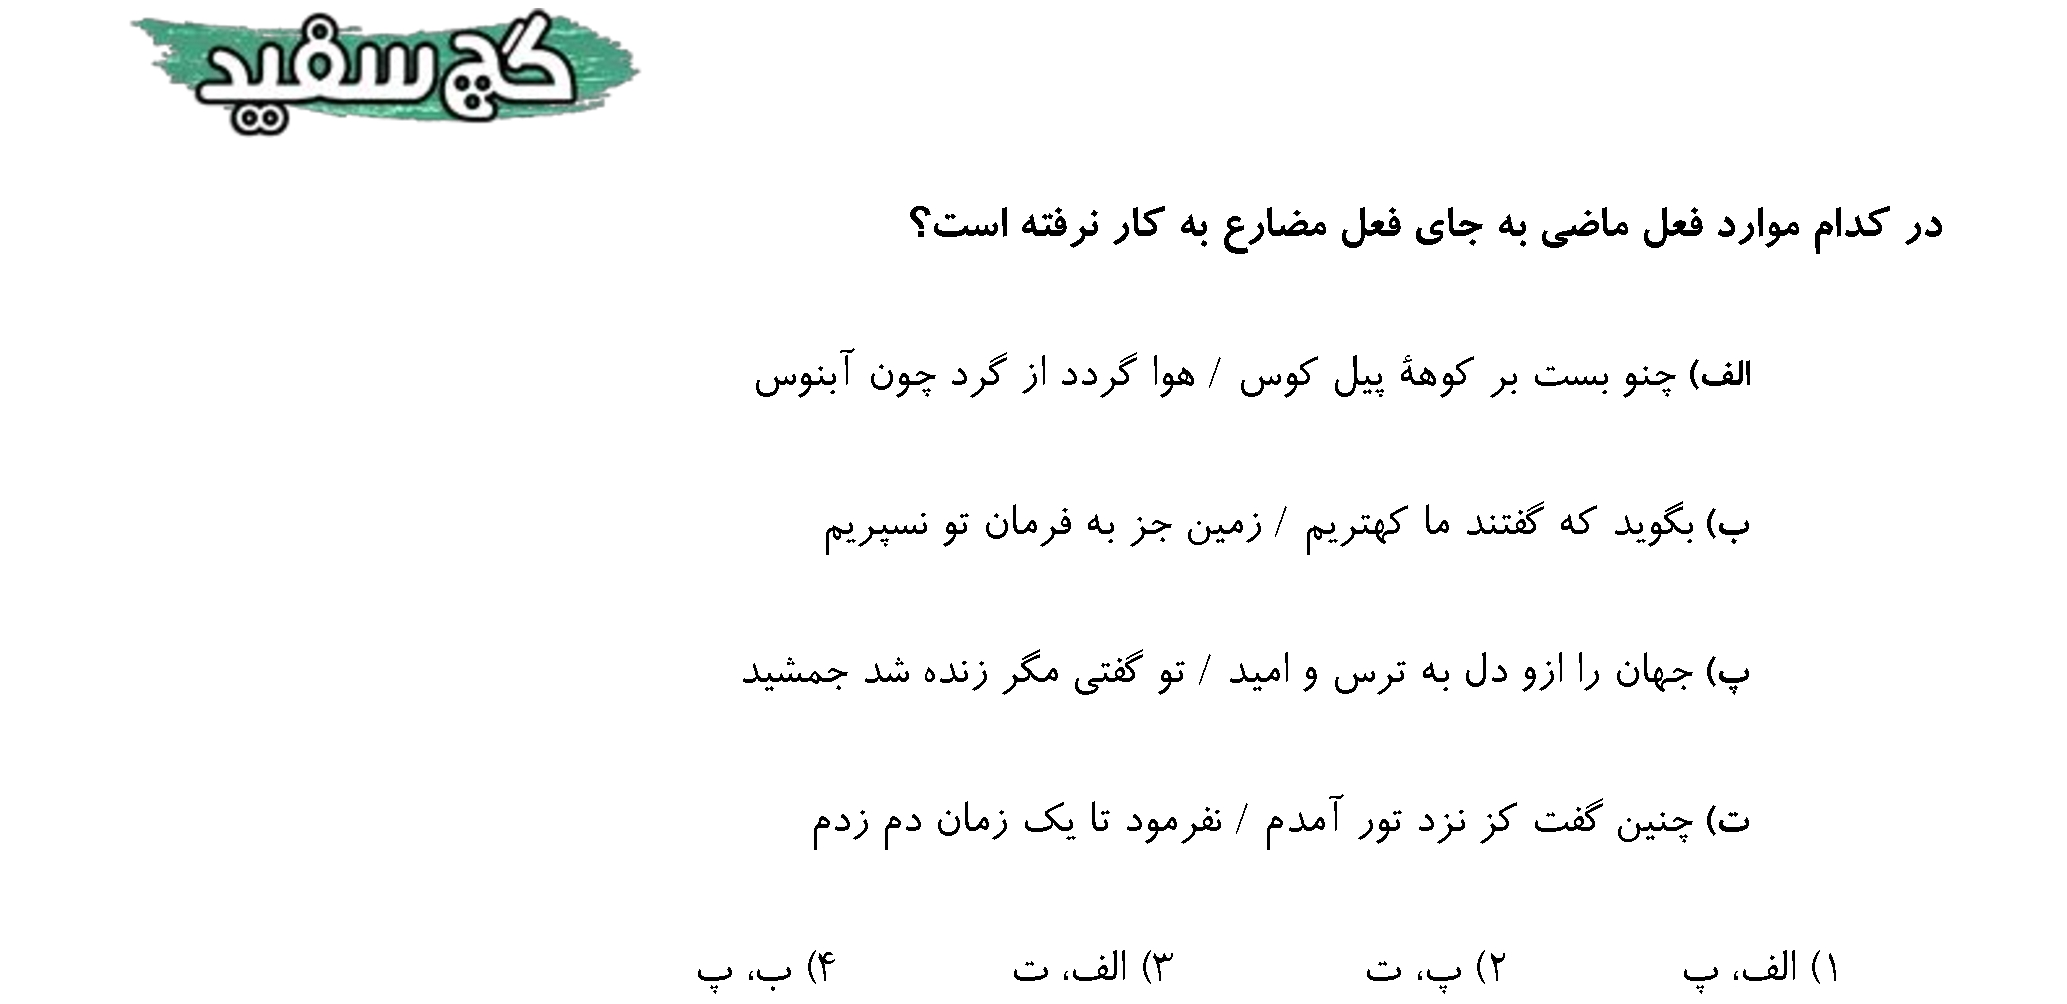 گچ سفید
در کدام موارد فعل ماضی به جای فعل مضارع به کار نرفته است؟
الف) چنو بست بر کوههٔ پیل کوس / هوا گردد از گرد چون آبنوس
ب) بگوید که گفتند ما کهتریم / زمین جز به فرمان تو نسپریم
پ) جهان را ازو دل به ترس و امید / تو گفتی مگر زنده شد جمشید
ت) چنین گفت کز نزد تور آمدم / نفرمود تا یک زمان دم زدم
۱) الف، پ ۲) پ، ت ۳) الف، ت ۴) ب، پ